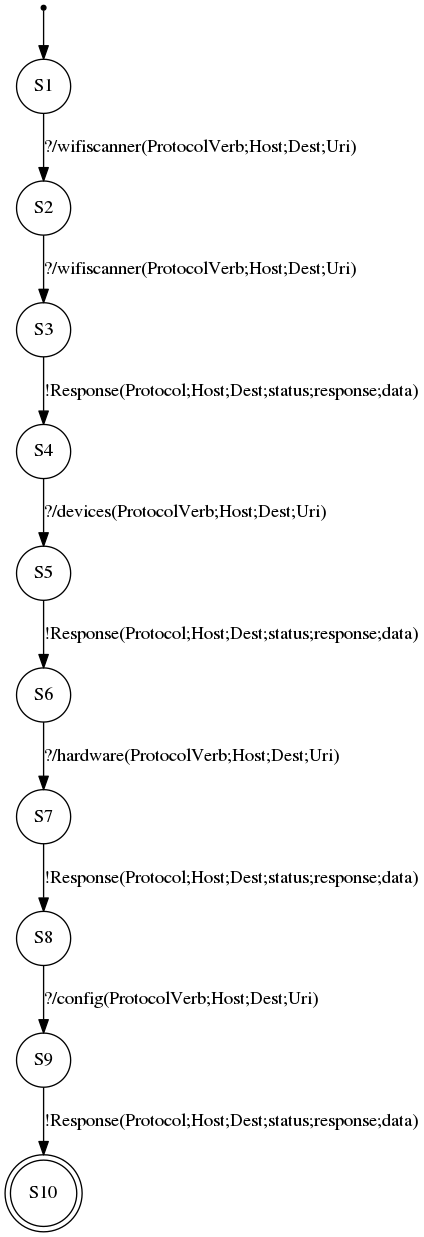 S1
?/wifiscanner(ProtocolVerb;Host;Dest;Uri)
S2
?/wifiscanner(ProtocolVerb;Host;Dest;Uri)
S3
!Response(Protocol;Host;Dest;status;response;data)
S4
?/devices(ProtocolVerb;Host;Dest;Uri)
S5
!Response(Protocol;Host;Dest;status;response;data)
S6
?/hardware(ProtocolVerb;Host;Dest;Uri)
S7
!Response(Protocol;Host;Dest;status;response;data)
S8
?/config(ProtocolVerb;Host;Dest;Uri)
S9
!Response(Protocol;Host;Dest;status;response;data)
S10